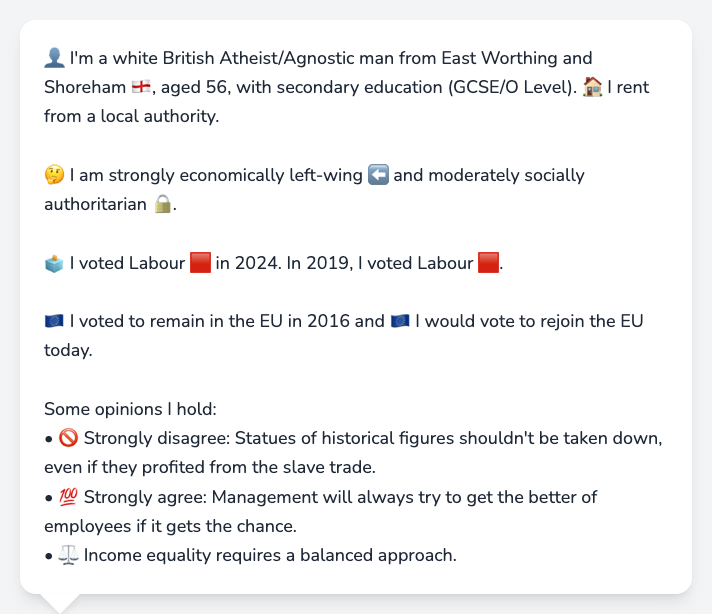 👤 I'm a white British Atheist/Agnostic man from East Worthing and
Shoreham 🏴󠁧󠁢󠁥󠁮󠁧󠁿, aged 56, with secondary education (GCSE/O Level). 🏠 I rent
from a local authority.
🤔 I am strongly economically left-wing ⬅️ and moderately socially
authoritarian 🔒.
🗳️ I voted Labour 🟥 in 2024. In 2019, I voted Labour 🟥.
🇪🇺 I voted to remain in the EU in 2016 and 🇪🇺 I would vote to rejoin the EU
today.
Some opinions I hold:
• 🚫 Strongly disagree: Statues of historical figures shouldn't be taken down,
even if they profited from the slave trade.
• 💯 Strongly agree: Management will always try to get the better of
employees if it gets the chance.
• ⚖️ Income equality requires a balanced approach.